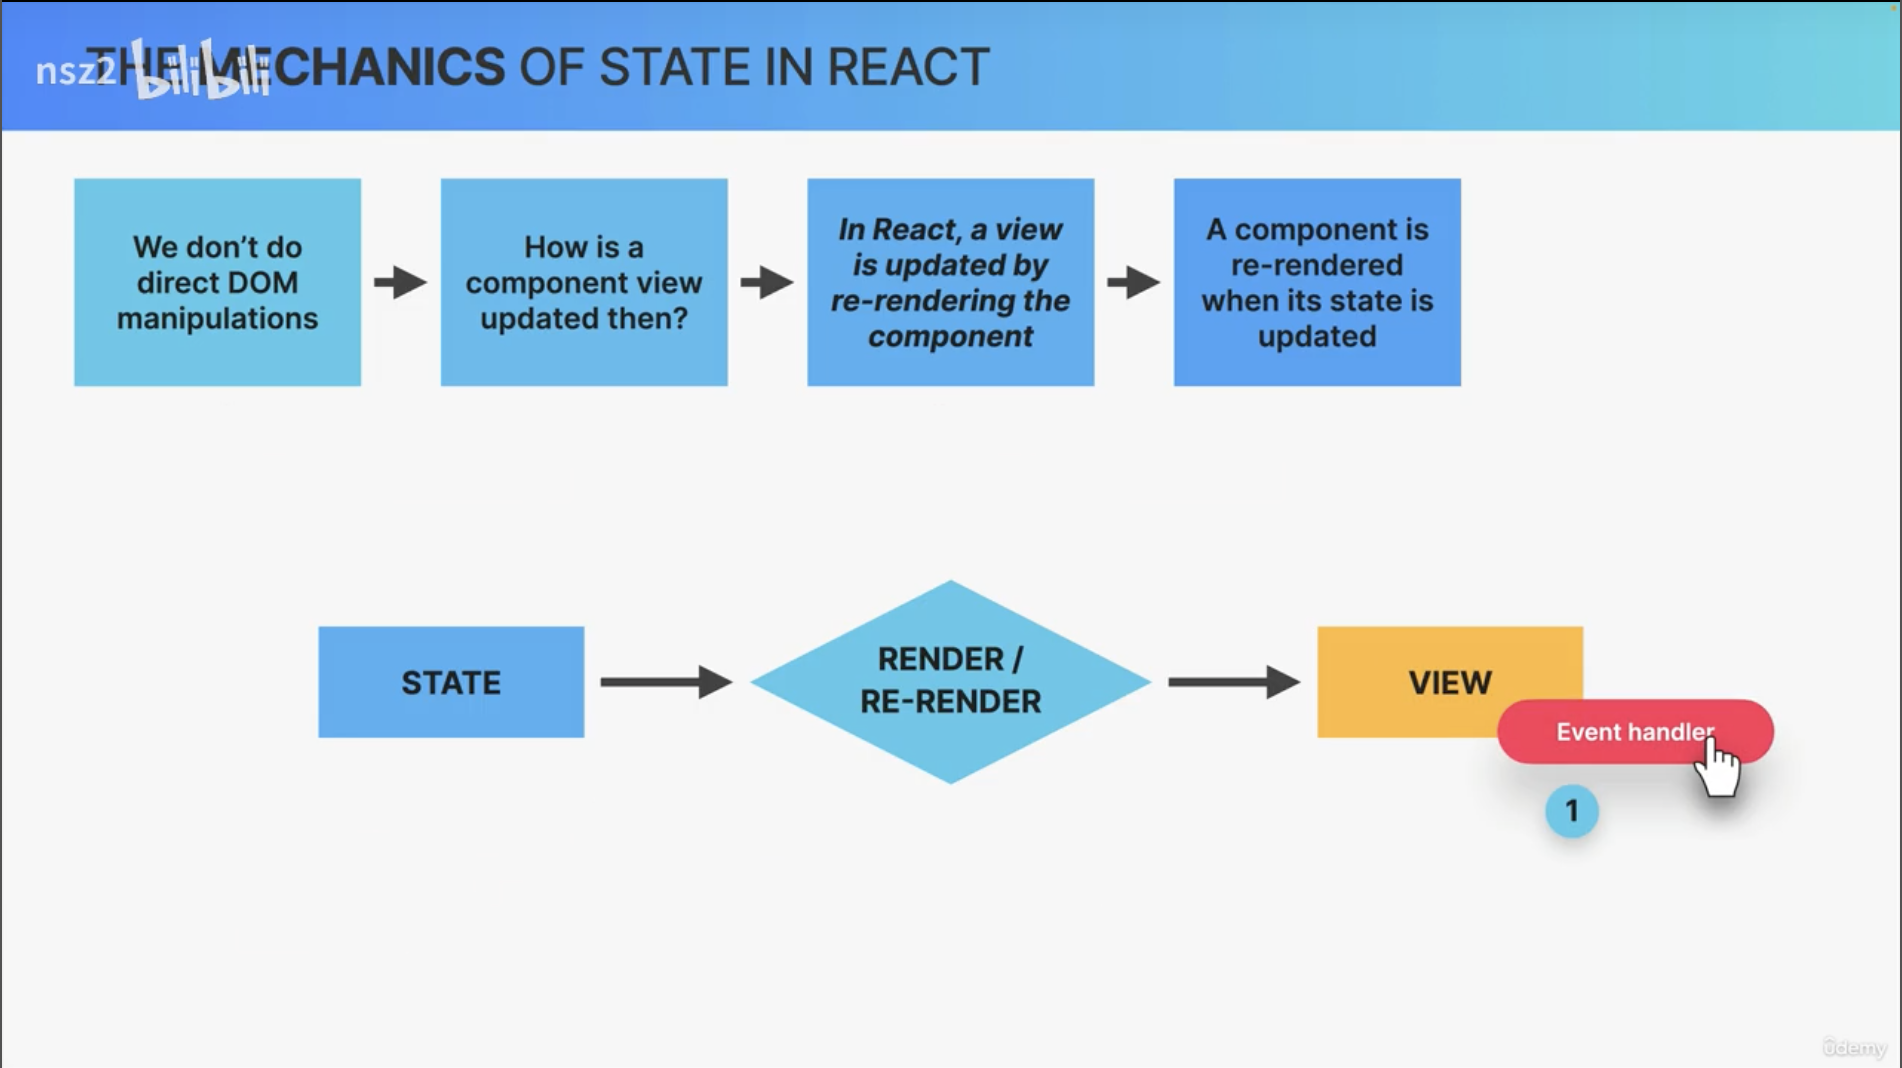 THE MECHANICS OF STATE IN REACT
nsz2 bilibili
We don’t do
direct DOM
manipulations
How is a
component view
updated then?
In React, a view
is updated by
re-rendering the
component
A component is
re-rendered
when its state is
updated
STATE
RENDER /
RE-RENDER
VIEW
Event handler
1
ûdemy